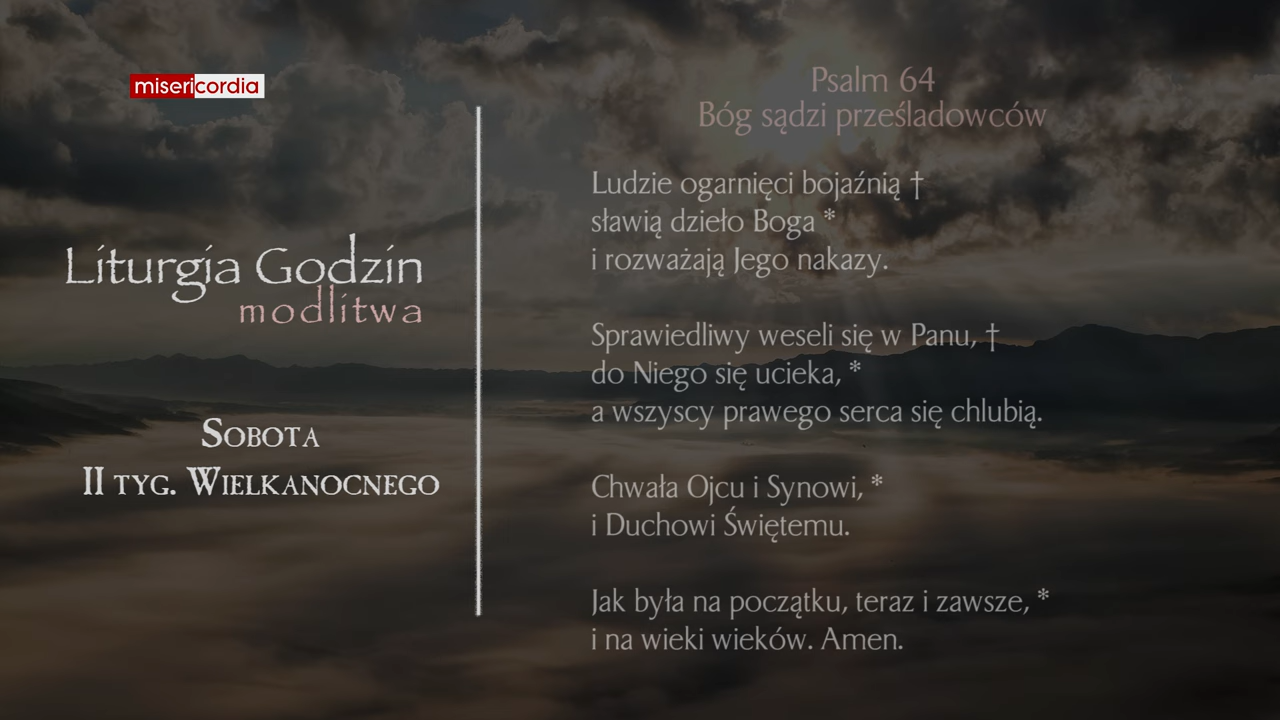 misericordia
Liturgia Godzin
modlitwa
Sobota
II tyg. Wielkanocnego
Psalm 64
Bóg sądzi prześladowców
Ludzie ogarnięci bojaźnią †
sławią dzieło Boga *
i rozważają Jego nakazy.
Sprawiedliwy weseli się w Panu, †
do Niego się ucieka, *
a wszyscy prawego serca się chlubią.
Chwała Ojcu i Synowi, *
i Duchowi Świętemu.
Jak była na początku, teraz i zawsze, *
i na wieki wieków. Amen.